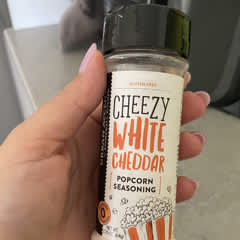 CHEEZY
WHITE
CHEDDAR
POPCORN
SEASONING